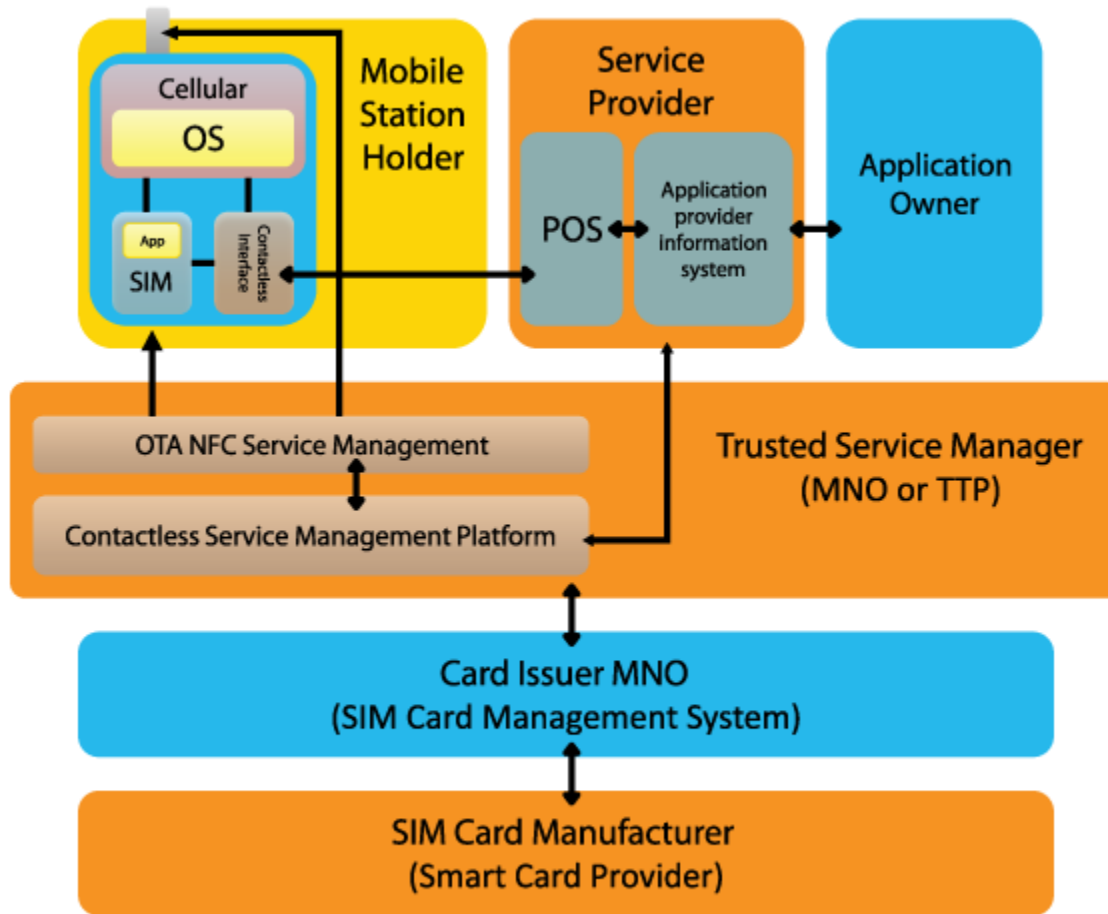 Mobile
Station
Holder
Cellular
OS
App
SIM
Contactless
Interface
Service
Provider
POS
Application
provider
information
system
Application
Owner
OTA NFC Service Management
Contactless Service Management Platform
Trusted Service Manager
(MNO or TTP)
Card Issuer MNO
(SIM Card Management System)
SIM Card Manufacturer
(Smart Card Provider)